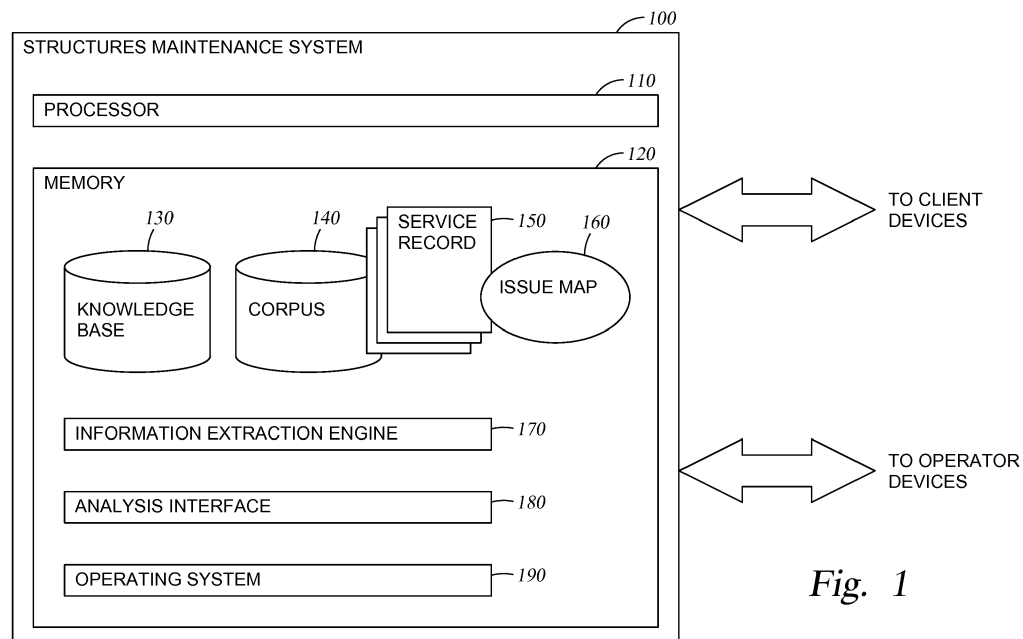 100
STRUCTURES MAINTENANCE SYSTEM
110
PROCESSOR
120
MEMORY
130
140
SERVICE
RECORD
150
160
KNOWLEDGE
BASE
CORPUS
ISSUE MAP
INFORMATION EXTRACTION ENGINE
170
ANALYSIS INTERFACE
180
OPERATING SYSTEM
190
TO CLIENT
DEVICES
TO OPERATOR
DEVICES
Fig. 1